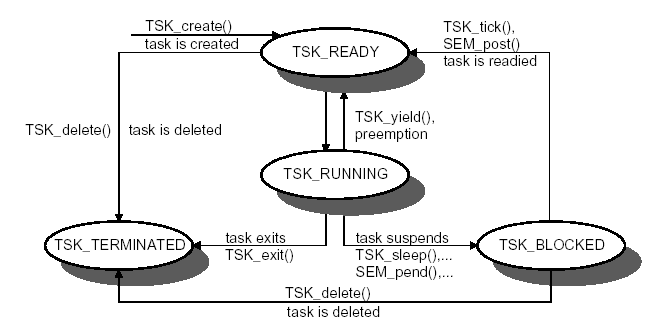 TSK_create()
task is created
TSK_READY
TSK_tick(),
SEM_post()
task is readied
TSK_delete()
task is deleted
TSK_yield(),
preemption
TSK_RUNNING
TSK_TERMINATED
task exits
TSK_exit()
task suspends
TSK_sleep(),...
SEM_pend(),...
TSK_BLOCKED
TSK_delete()
task is deleted